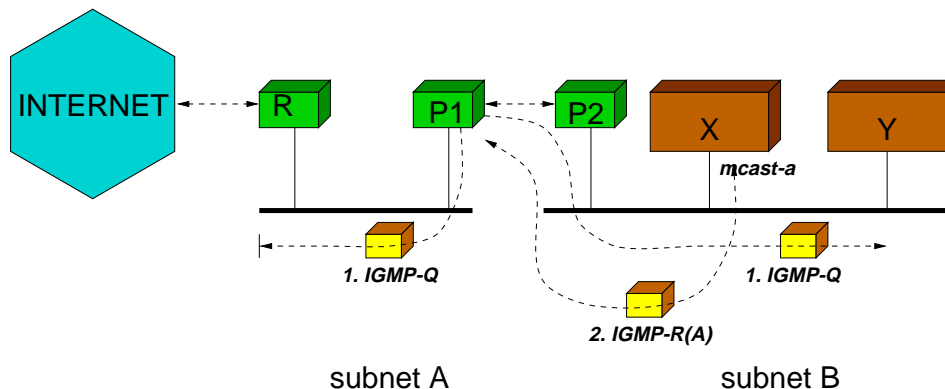 INTERNET
R
P1
P2
X
Y
mcast-a
1. IGMP-Q
1. IGMP-Q
2. IGMP-R(A)
subnet A
subnet B